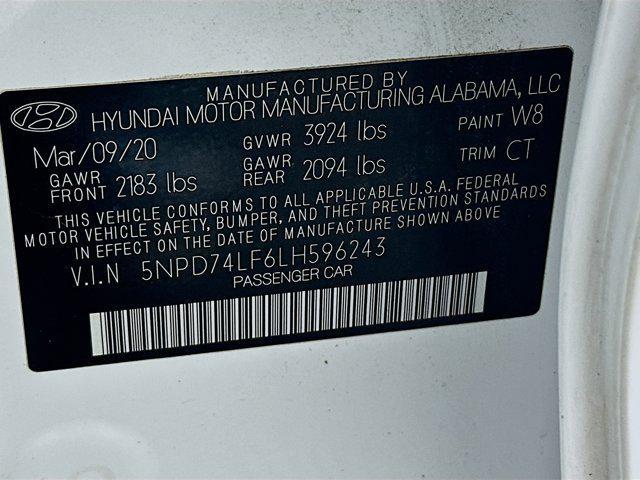 MANUFACTURED BY
HYUNDAI MOTOR MANUFACTURING ALABAMA, LLC
Mar/09/20 GVWR 3924 lbs PAINT W8
GAWR FRONT 2183 lbs GAWR REAR 2094 lbs TRIM CT
THIS VEHICLE CONFORMS TO ALL APPLICABLE U.S.A. FEDERAL
MOTOR VEHICLE SAFETY, BUMPER, AND THEFT PREVENTION STANDARDS
IN EFFECT ON THE DATE OF MANUFACTURE SHOWN ABOVE
V.I.N 5NPD74LF6LH596243
PASSENGER CAR